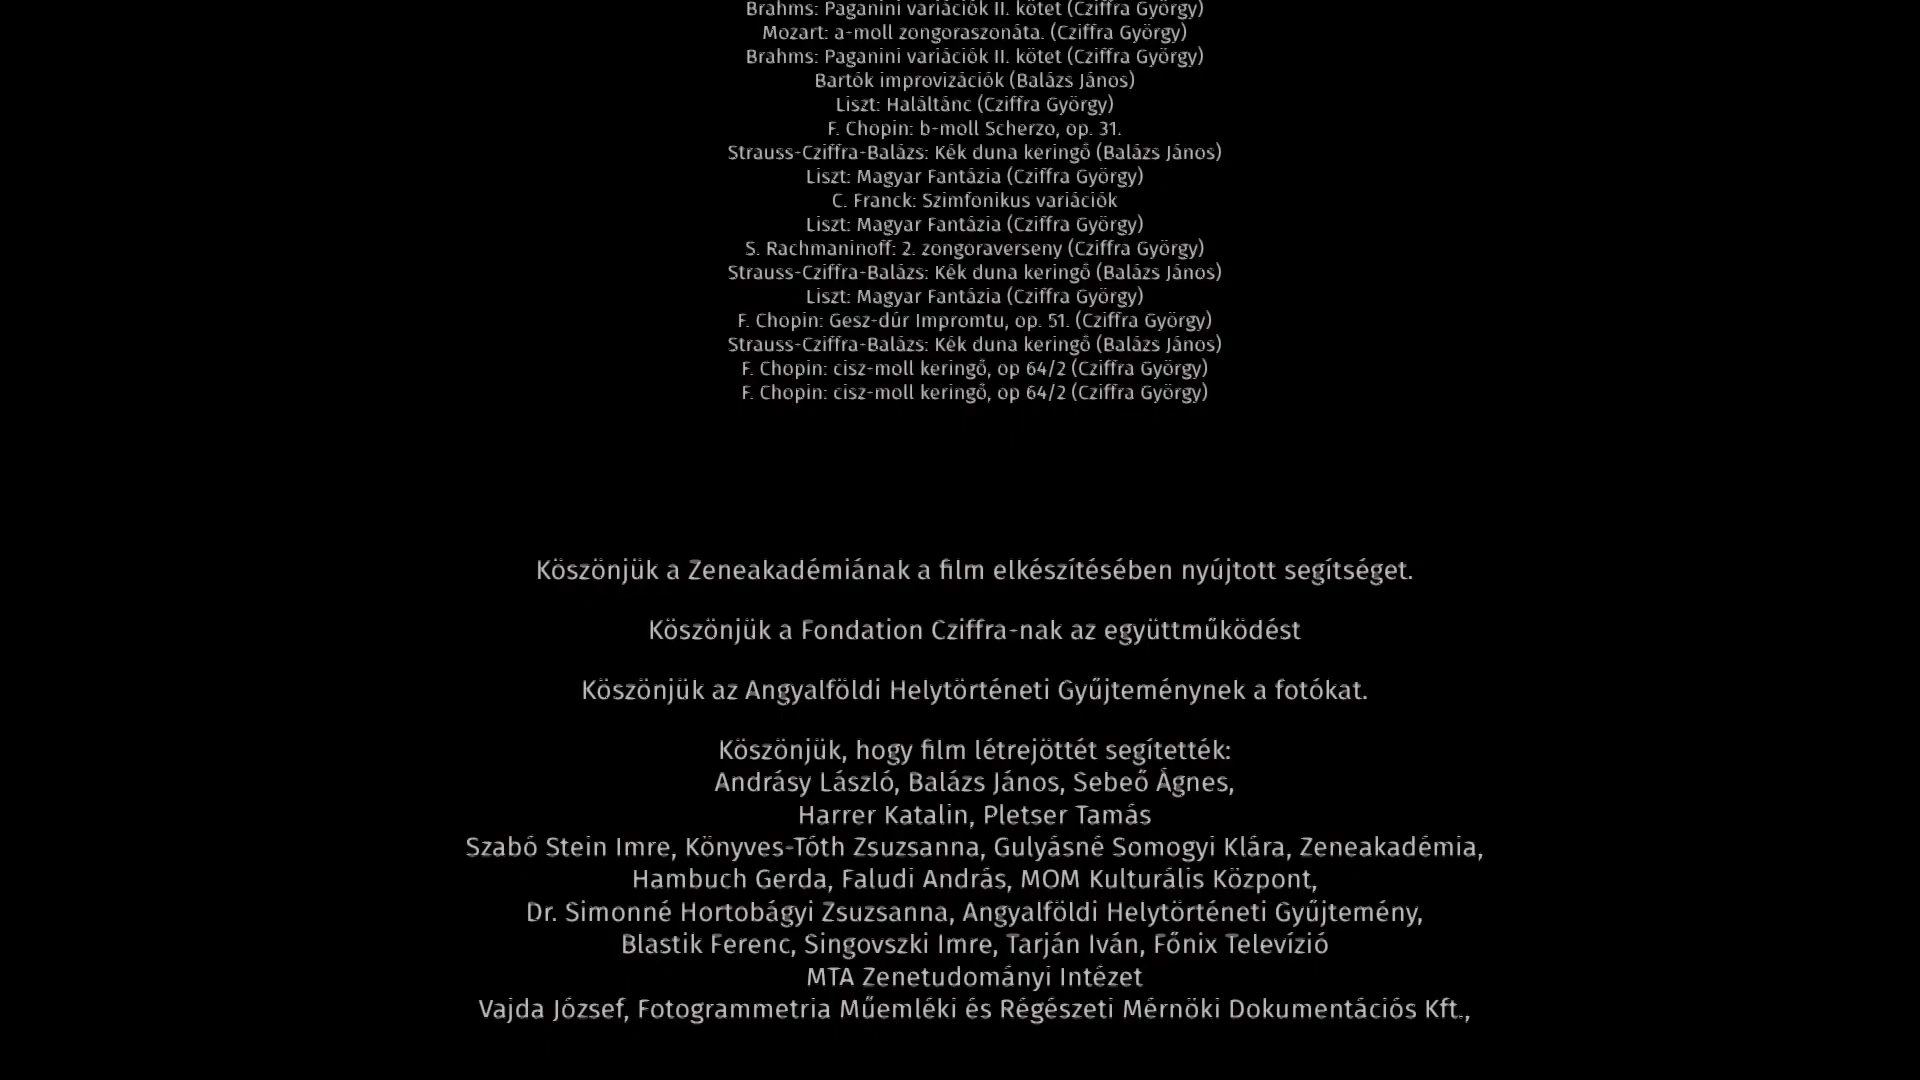 Brahms: Paganini variációk II. kötet (Cziffra György)
Mozart: a-moll zongoraszonáta. (Cziffra György)
Brahms: Paganini variációk II. kötet (Cziffra György)
Bartók improvizációk (Balázs János)
Liszt: Haláltánc (Cziffra György)
F. Chopin: b-moll Scherzo, op. 31.
Strauss-Cziffra-Balázs: Kék duna keringő (Balázs János)
Liszt: Magyar Fantázia (Cziffra György)
C. Franck: Szimfonikus variációk
Liszt: Magyar Fantázia (Cziffra György)
S. Rachmaninoff: 2. zongoraverseny (Cziffra György)
Strauss-Cziffra-Balázs: Kék duna keringő (Balázs János)
Liszt: Magyar Fantázia (Cziffra György)
F. Chopin: Gesz-dúr Impromtu, op. 51. (Cziffra György)
Strauss-Cziffra-Balázs: Kék duna keringő (Balázs János)
F. Chopin: cisz-moll keringő, op 64/2 (Cziffra György)
F. Chopin: cisz-moll keringő, op 64/2 (Cziffra György)
Köszönjük a Zeneakadémiának a film elkészítésében nyújtott segítséget.
Köszönjük a Fondation Cziffra-nak az együttműködést
Köszönjük az Angyalföldi Helytörténeti Gyűjteménynek a fotókat.
Köszönjük, hogy film létrejöttét segítették:
Andrásy László, Balázs János, Sebeő Ágnes,
Harrer Katalin, Pletser Tamás
Szabó Stein Imre, Könyves-Tóth Zsuzsanna, Gulyásné Somogyi Klára, Zeneakadémia,
Hambuch Gerda, Faludi András, MOM Kulturális Központ,
Dr. Simonné Hortobágyi Zsuzsanna, Angyalföldi Helytörténeti Gyűjtemény,
Blastik Ferenc, Singovszki Imre, Tarján Iván, Főnix Televízió
MTA Zenetudományi Intézet
Vajda József, Fotogrammetria Műemléki és Régészeti Mérnöki Dokumentációs Kft.,